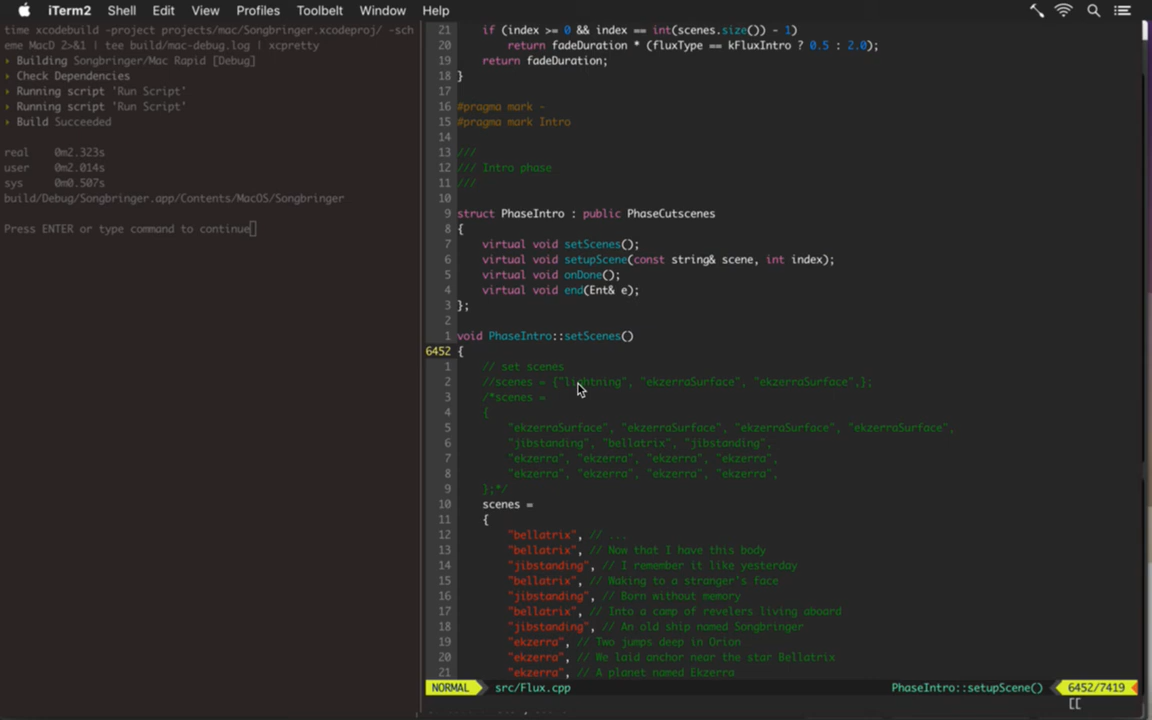 iTerm2 Shell Edit View Profiles Toolbelt Window Help
time xcodebuild -project projects/mac/Songbringer.xcodeproj/ -sch
eme MacD 2>&1 | tee build/mac-debug.log | xcpretty
› Building Songbringer/Mac Rapid [Debug]
› Check Dependencies
› Running script 'Run Script'
› Running script 'Run Script'
› Build Succeeded
real 0m2.323s
user 0m2.014s
sys 0m0.507s
build/Debug/Songbringer.app/Contents/MacOS/Songbringer
Press ENTER or type command to continue
21 if (index >= 0 && index == int(scenes.size()) - 1)
20 return fadeDuration * (fluxType == kFluxIntro ? 0.5 : 2.0);
19 return fadeDuration;
18 }
17
16 #pragma mark -
15 #pragma mark Intro
14
13 ///
12 /// Intro phase
11 ///
10
9 struct PhaseIntro : public PhaseCutscenes
8 {
7 virtual void setScenes();
6 virtual void setupScene(const string& scene, int index);
5 virtual void onDone();
4 virtual void end(Ent& e);
3 };
2
1 void PhaseIntro::setScenes()
6452 {
1 // set scenes
2 //scenes = {"lightning", "ekzerraSurface", "ekzerraSurface",};
3 /*scenes =
4 {
5 "ekzerraSurface", "ekzerraSurface", "ekzerraSurface", "ekzerraSurface",
6 "jibstanding", "bellatrix", "jibstanding",
7 "ekzerra", "ekzerra", "ekzerra", "ekzerra",
8 "ekzerra", "ekzerra", "ekzerra", "ekzerra",
9 };*/
10 scenes =
11 {
12 "bellatrix", // ...
13 "bellatrix", // Now that I have this body
14 "jibstanding", // I remember it like yesterday
15 "bellatrix", // Waking to a stranger's face
16 "jibstanding", // Born without memory
17 "bellatrix", // Into a camp of revelers living aboard
18 "jibstanding", // An old ship named Songbringer
19 "ekzerra", // Two jumps deep in Orion
20 "ekzerra", // We laid anchor near the star Bellatrix
21 "ekzerra", // A planet named Ekzerra
NORMAL src/Flux.cpp PhaseIntro::setupScene() 6452/7419
[[